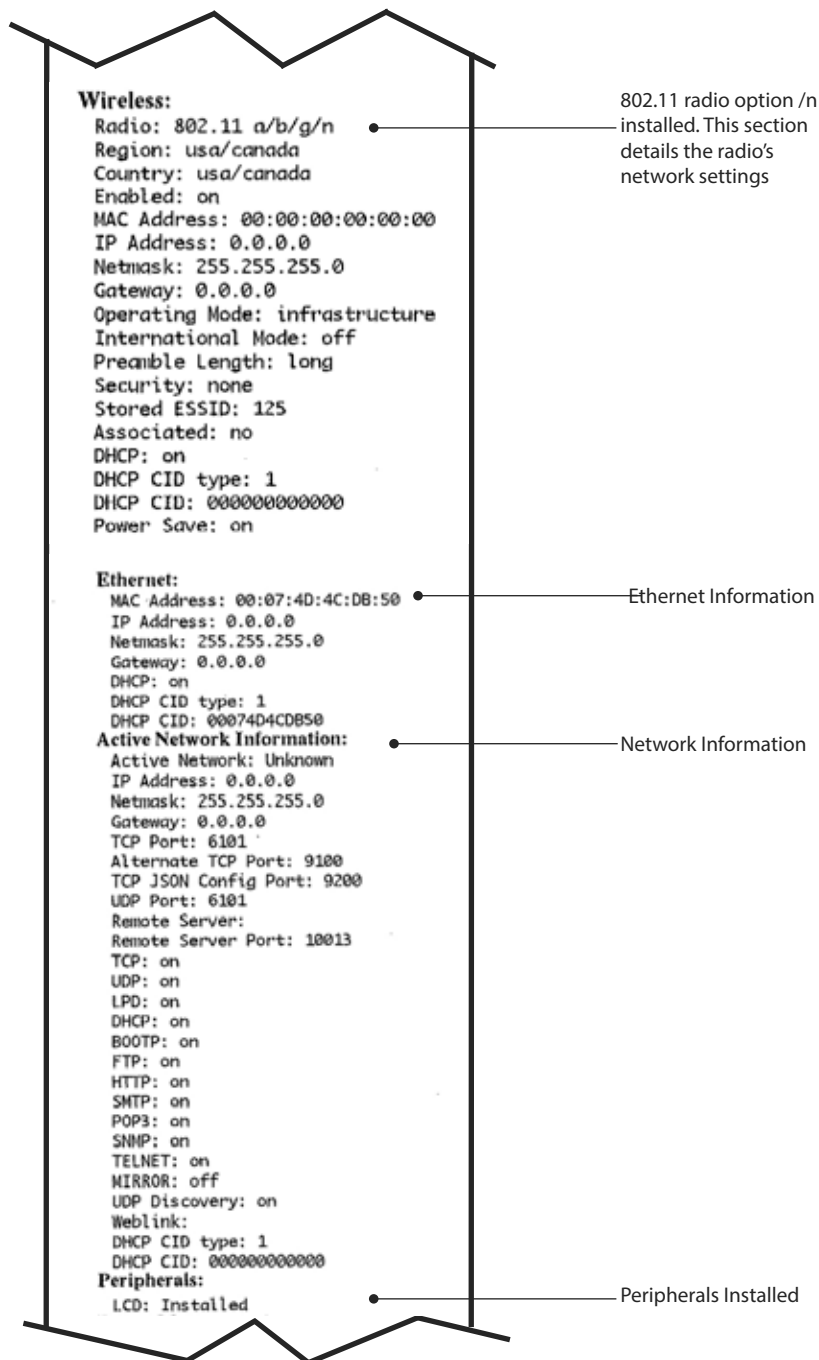 Wireless:
Radio: 802.11 a/b/g/n
Region: usa/canada
Country: usa/canada
Enabled: on
MAC Address: 00:00:00:00:00:00
IP Address: 0.0.0.0
Netmask: 255.255.255.0
Gateway: 0.0.0.0
Operating Mode: infrastructure
International Mode: off
Preamble Length: long
Security: none
Stored ESSID: 125
Associated: no
DHCP: on
DHCP CID type: 1
DHCP CID: 000000000000
Power Save: on
802.11 radio option /n
installed. This section
details the radio's
network settings
Ethernet:
MAC Address: 00:07:4D:4C:DB:50
IP Address: 0.0.0.0
Netmask: 255.255.255.0
Gateway: 0.0.0.0
DHCP: on
DHCP CID type: 1
DHCP CID: 00074D4CDB50
Ethernet Information
Active Network Information:
Active Network: Unknown
IP Address: 0.0.0.0
Netmask: 255.255.255.0
Gateway: 0.0.0.0
TCP Port: 6101
Alternate TCP Port: 9100
TCP JSON Config Port: 9200
UDP Port: 6101
Remote Server:
Remote Server Port: 10013
TCP: on
UDP: on
LPD: on
DHCP: on
BOOTP: on
FTP: on
HTTP: on
SMTP: on
POP3: on
SNMP: on
TELNET: on
MIRROR: off
UDP Discovery: on
Weblink:
DHCP CID type: 1
DHCP CID: 000000000000
Network Information
Peripherals:
LCD: Installed
Peripherals Installed